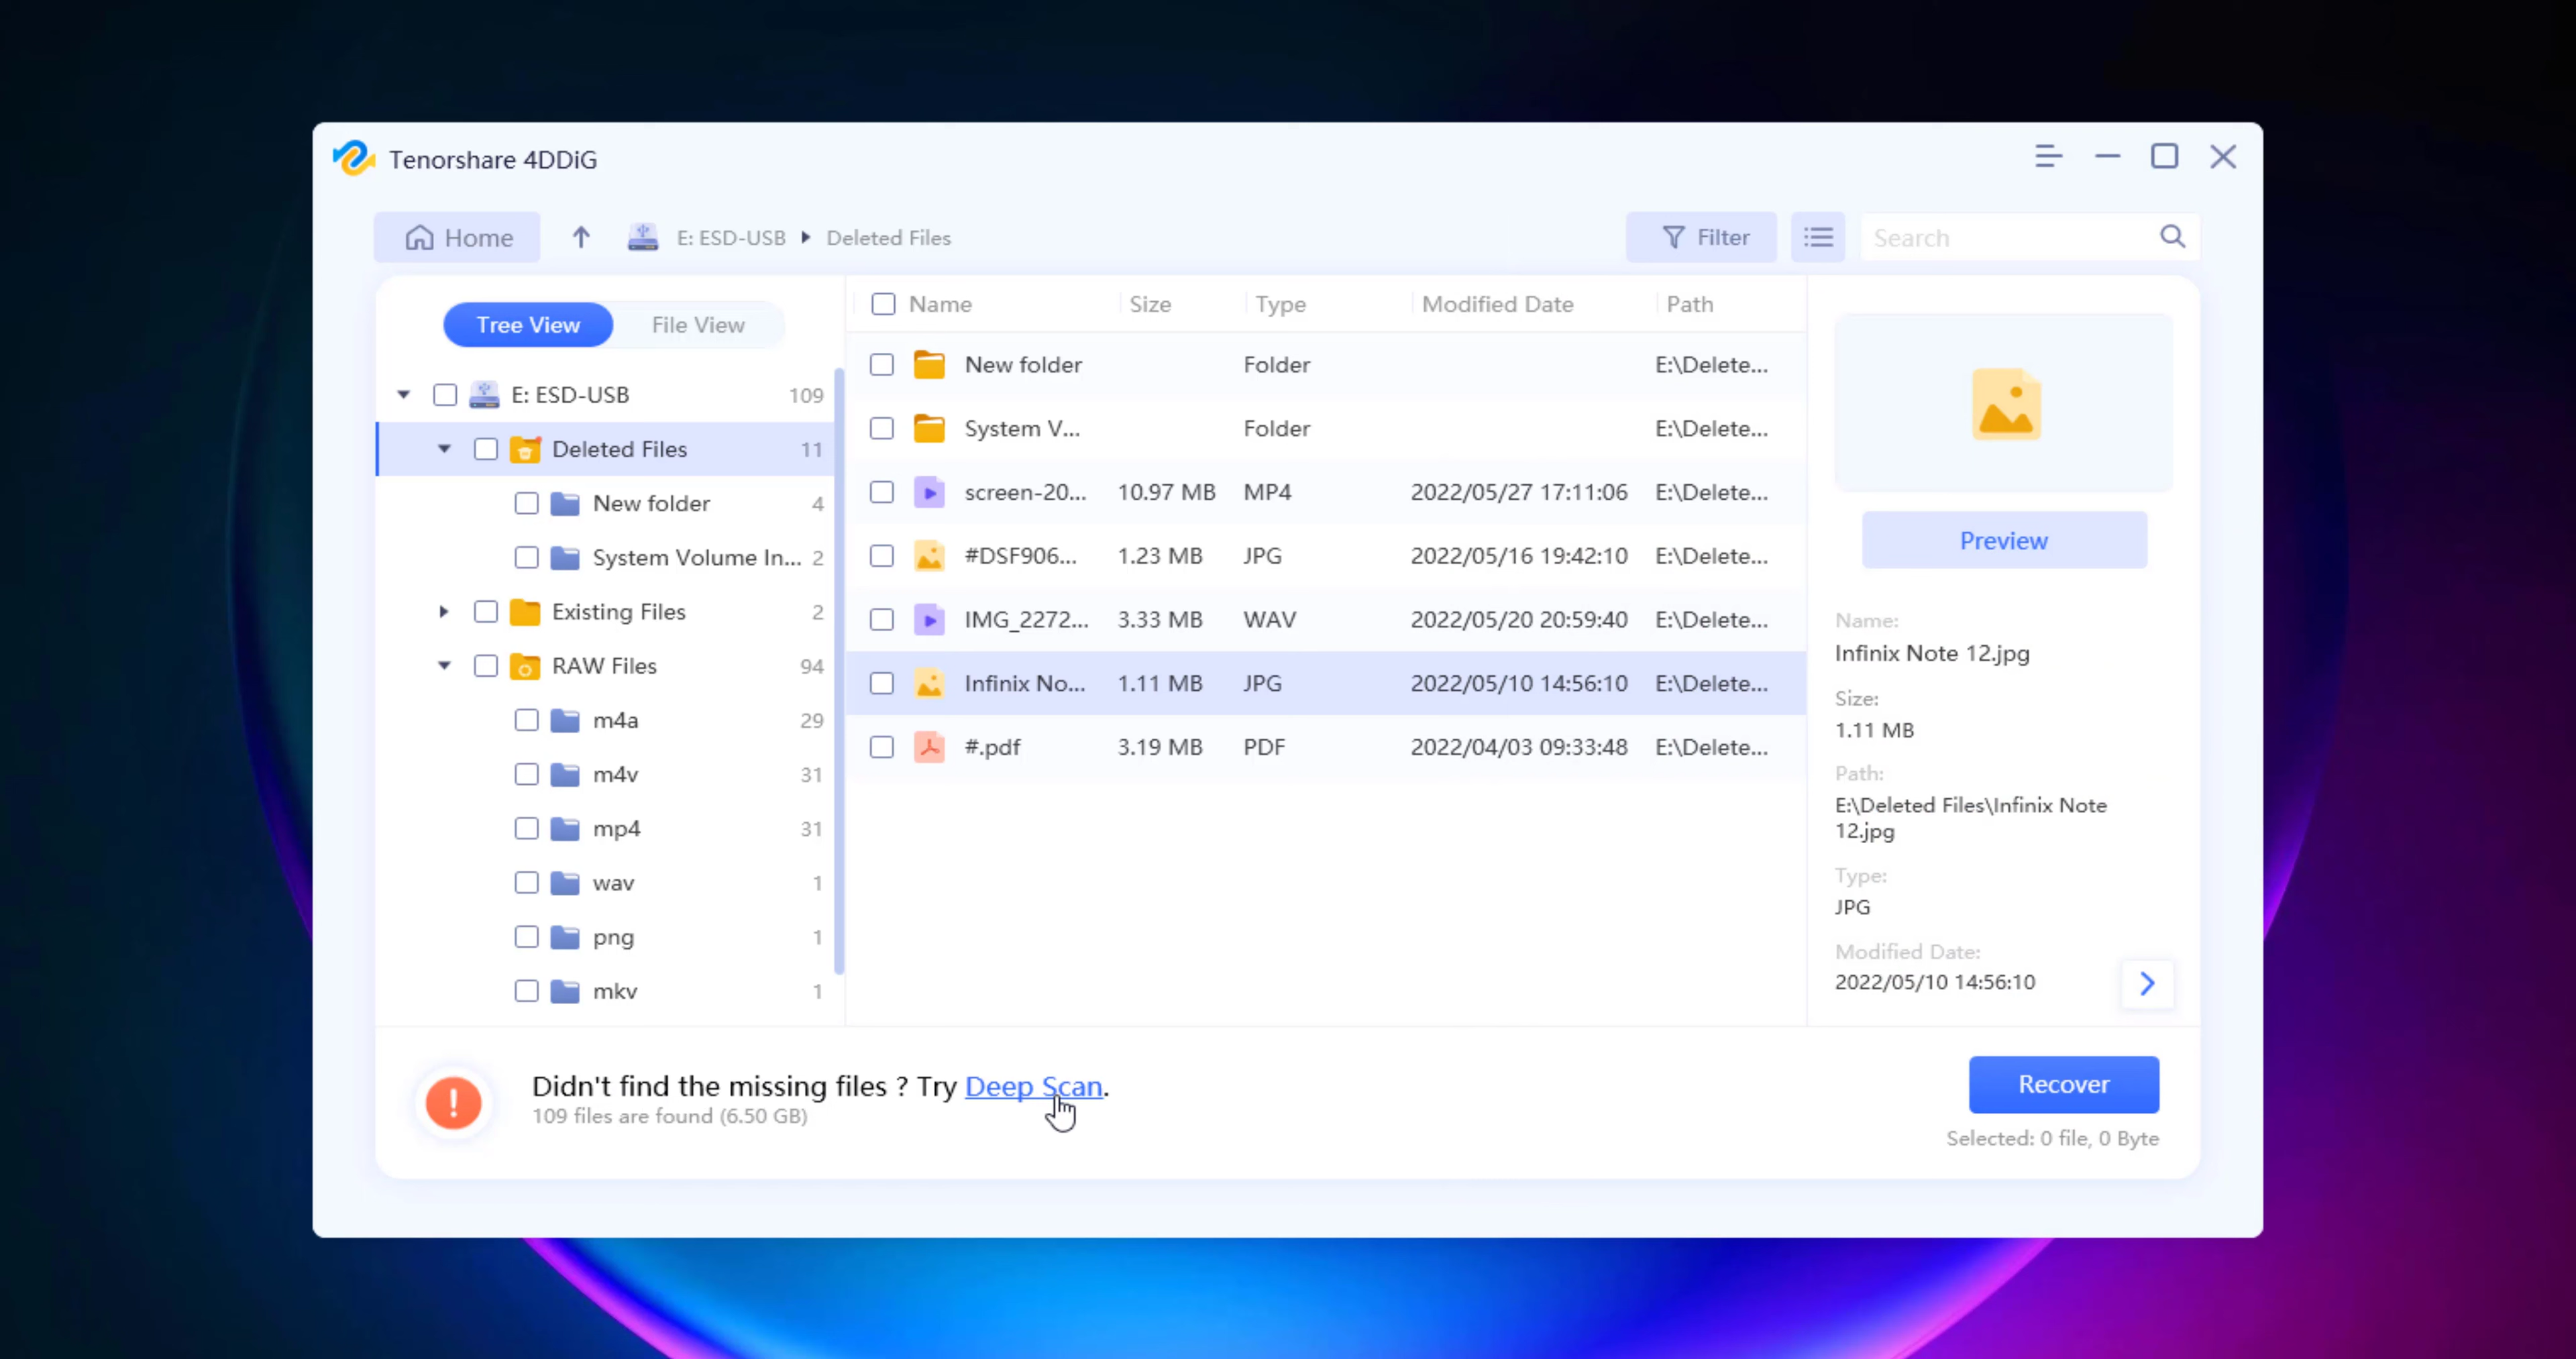 Tenorshare 4DDiG
Home E: ESD-USB Deleted Files Filter Search
Tree View File View
E: ESD-USB 109
Deleted Files 11
New folder 4
System Volume In... 2
Existing Files 2
RAW Files 94
m4a 29
m4v 31
mp4 31
wav 1
png 1
mkv 1
Name Size Type Modified Date Path
New folder Folder E:\Delete...
System V... Folder E:\Delete...
screen-20... 10.97 MB MP4 2022/05/27 17:11:06 E:\Delete...
#DSF906... 1.23 MB JPG 2022/05/16 19:42:10 E:\Delete...
IMG_2272... 3.33 MB WAV 2022/05/20 20:59:40 E:\Delete...
Infinix No... 1.11 MB JPG 2022/05/10 14:56:10 E:\Delete...
#.pdf 3.19 MB PDF 2022/04/03 09:33:48 E:\Delete...
Preview
Name:
Infinix Note 12.jpg
Size:
1.11 MB
Path:
E:\Deleted Files\Infinix Note
12.jpg
Type:
JPG
Modified Date:
2022/05/10 14:56:10
Didn't find the missing files ? Try Deep Scan.
109 files are found (6.50 GB)
Recover
Selected: 0 file, 0 Byte